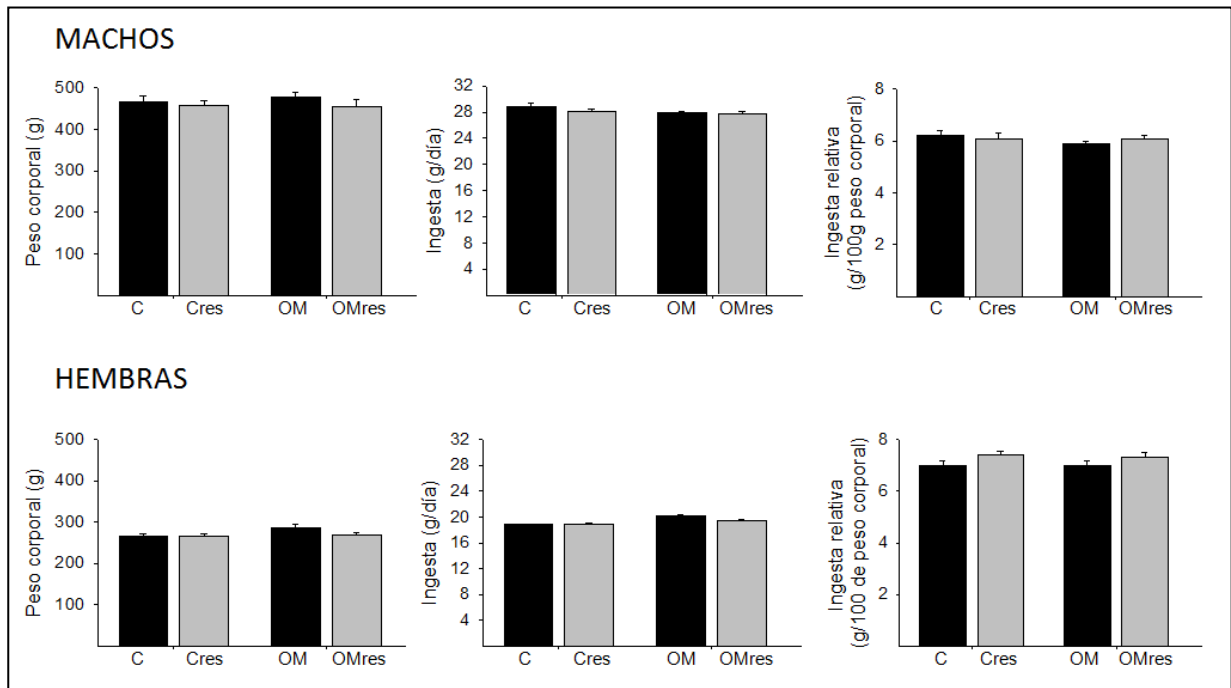 MACHOS
Peso corporal (g)
500
400
300
200
100
C Cres OM OMres
Ingesta (g/día)
32
28
24
20
16
12
8
4
C Cres OM OMres
Ingesta relativa
(g/100g peso corporal)
8
6
4
2
C Cres OM OMres
HEMBRAS
Peso corporal (g)
500
400
300
200
100
C Cres OM OMres
Ingesta (g/día)
32
28
24
20
16
12
8
4
C Cres OM OMres
Ingesta relativa
(g/100 de peso corporal)
8
6
4
2
C Cres OM OMres